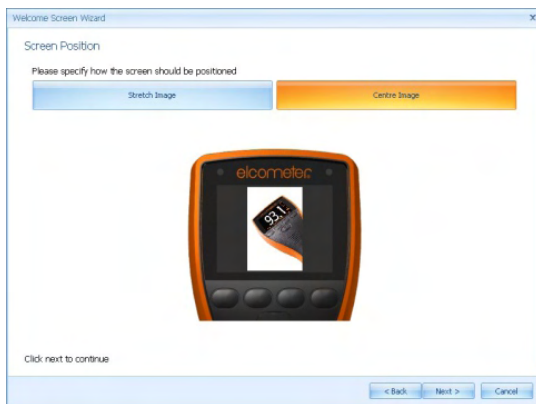 Welcome Screen Wizard
Screen Position
Please specify how the screen should be positioned
Stretch Image
Centre Image
elcometer
93.1
Click next to continue
< Back
Next >
Cancel